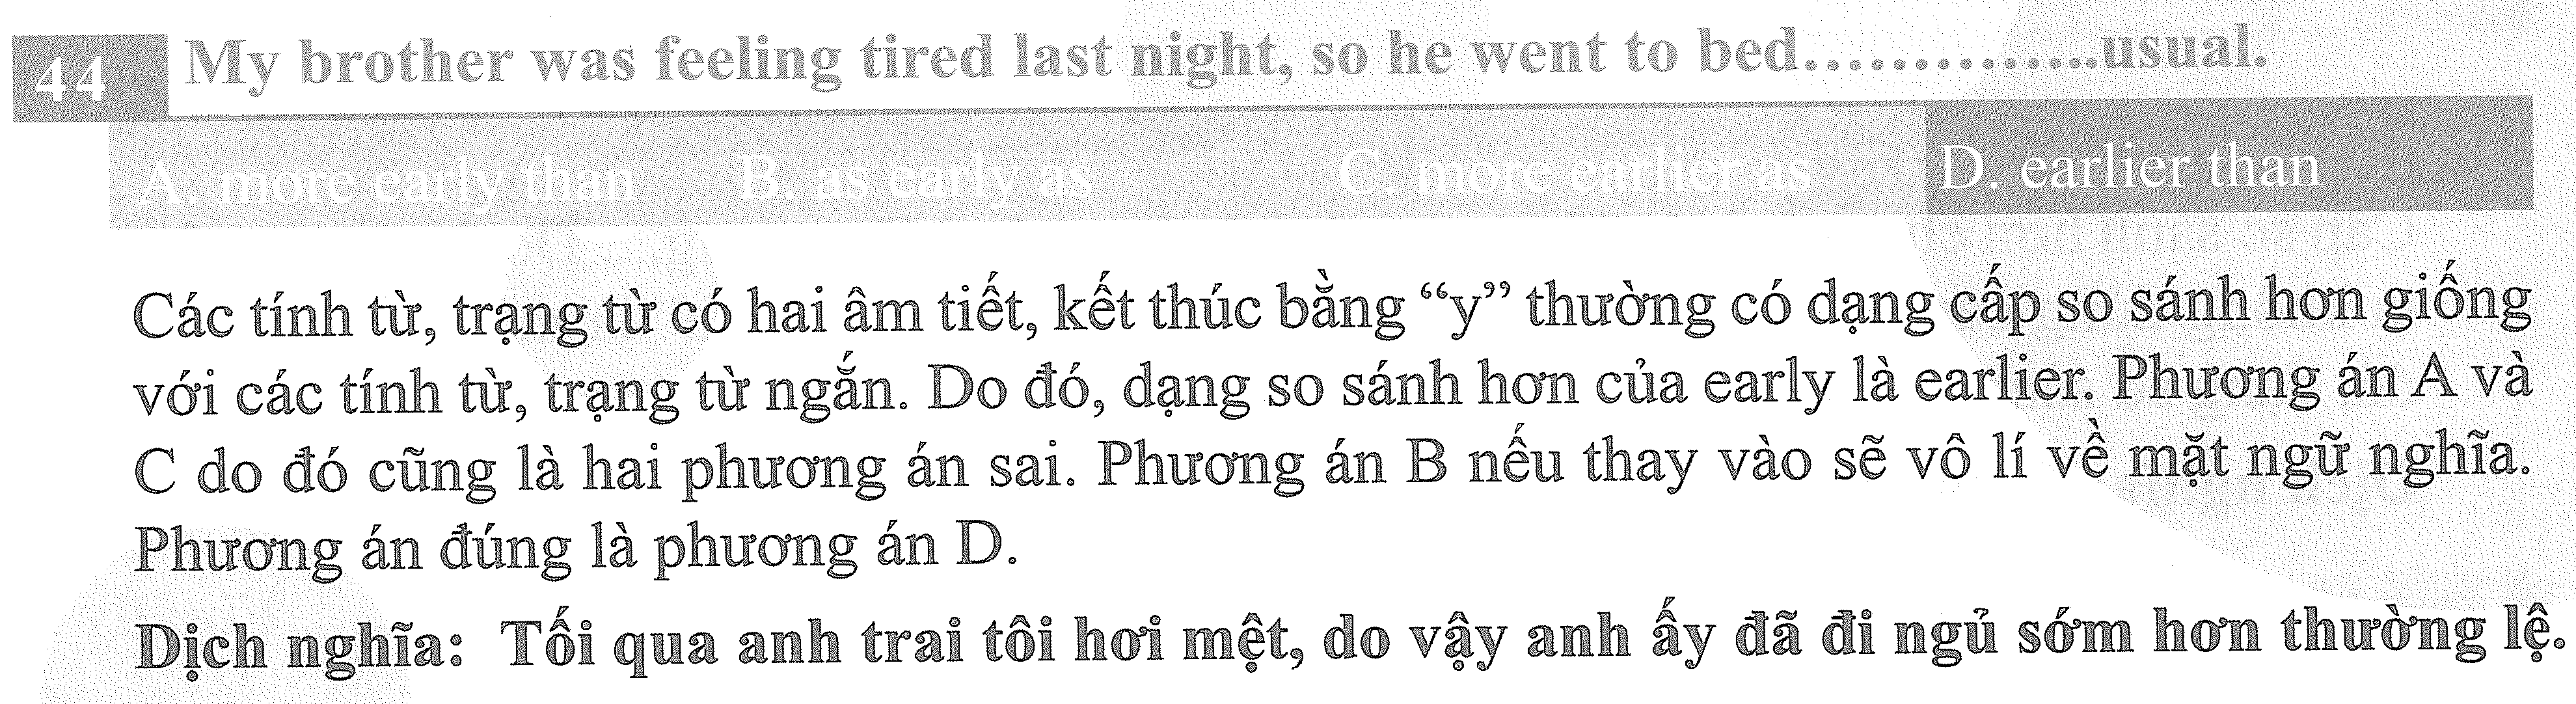 44 My brother was feeling tired last night, so he went to bed..............usual.
A. more early than B. as early as C. more earlier as D. earlier than
Các tính từ, trạng từ có hai âm tiết, kết thúc bằng “y” thường có dạng cấp so sánh hơn giống
với các tính từ, trạng từ ngắn. Do đó, dạng so sánh hơn của early là earlier. Phương án A và
C do đó cũng là hai phương án sai. Phương án B nếu thay vào sẽ vô lí về mặt ngữ nghĩa.
Phương án đúng là phương án D.
Dịch nghĩa: Tối qua anh trai tôi hơi mệt, do vậy anh ấy đã đi ngủ sớm hơn thường lệ.